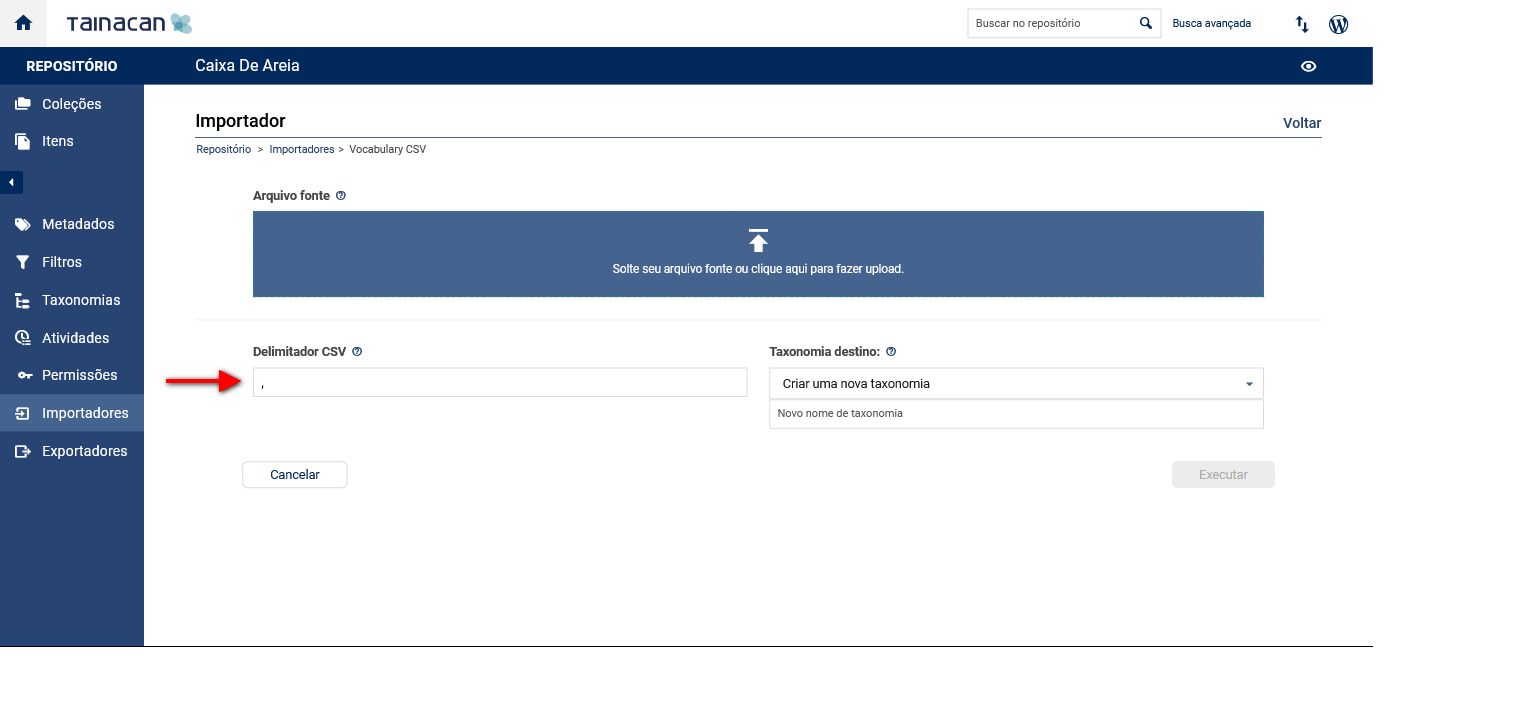 TAINACAN
Buscar no repositório
Busca avançada
REPOSITÓRIO
Caixa De Areia
Coleções
Itens
Metadados
Filtros
Taxonomias
Atividades
Permissões
Importadores
Exportadores
Importador
Voltar
Repositório > Importadores > Vocabulary CSV
Arquivo fonte
Solte seu arquivo fonte ou clique aqui para fazer upload.
Delimitador CSV
,
Taxonomia destino:
Criar uma nova taxonomia
Novo nome de taxonomia
Cancelar
Executar